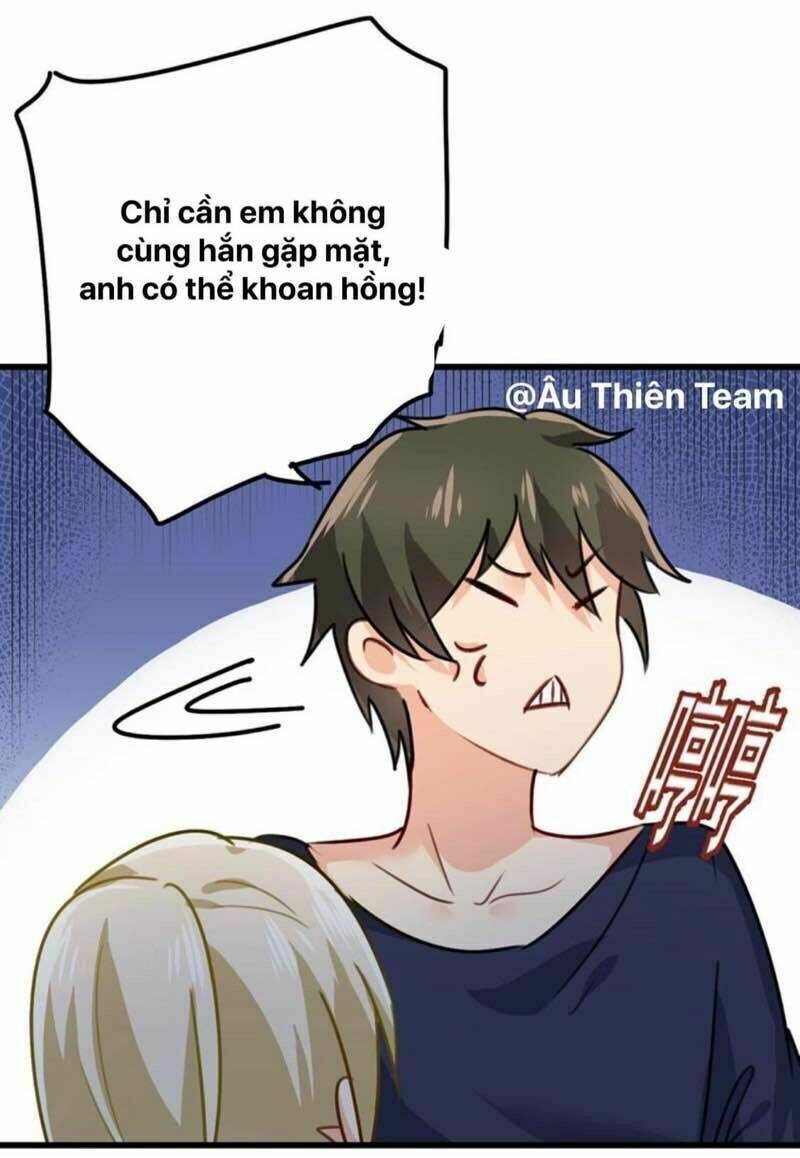 Chỉ cần em không
cùng hắn gặp mặt,
anh có thể khoan hồng!
@Âu Thiên Team
哼哼